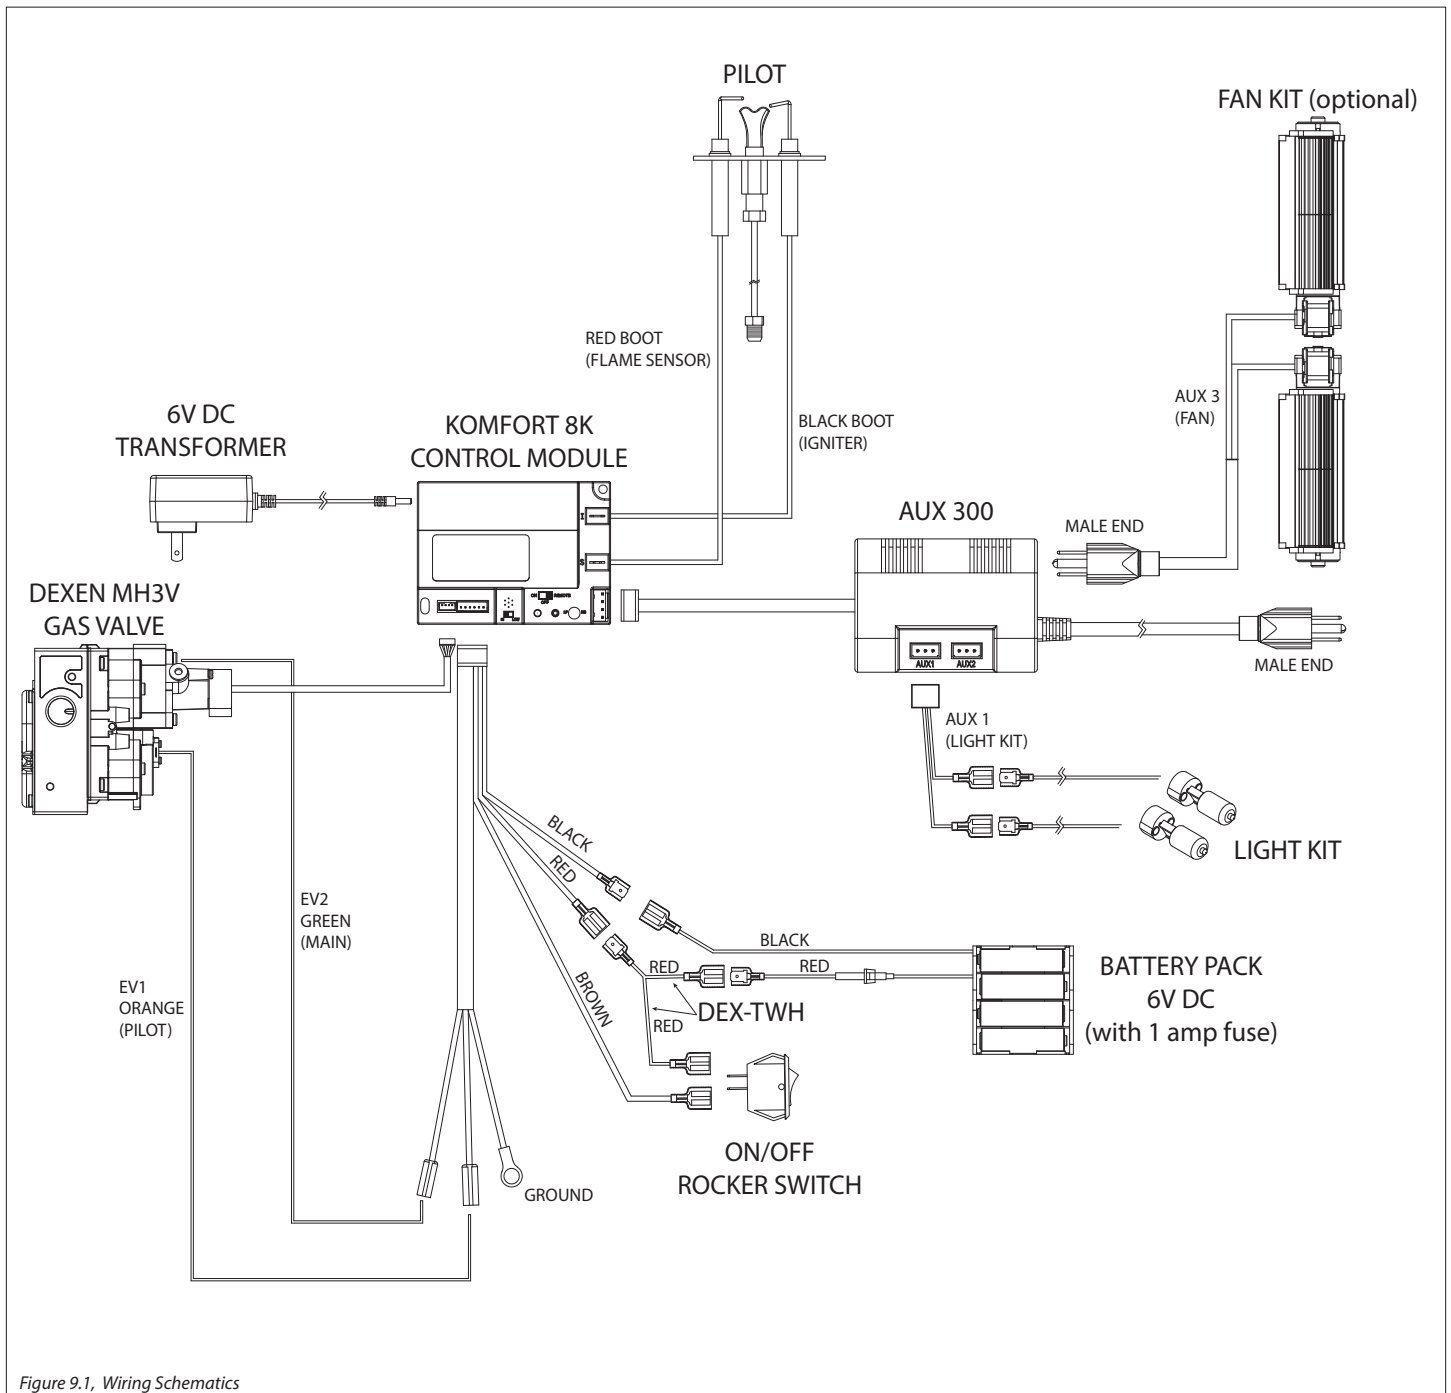 PILOT
FAN KIT (optional)
RED BOOT
(FLAME SENSOR)
AUX 3
(FAN)
6V DC
TRANSFORMER
KOMFORT 8K
CONTROL MODULE
BLACK BOOT
(IGNITER)
I
S
ON
OFF
REMOTE
AUX 300
MALE END
MALE END
AUX1
AUX2
DEXEN MH3V
GAS VALVE
AUX 1
(LIGHT KIT)
LIGHT KIT
BLACK
RED
BROWN
EV2
GREEN
(MAIN)
EV1
ORANGE
(PILOT)
BLACK
RED
RED
RED
DEX-TWH
BATTERY PACK
6V DC
(with 1 amp fuse)
ON/OFF
ROCKER SWITCH
GROUND
Figure 9.1, Wiring Schematics